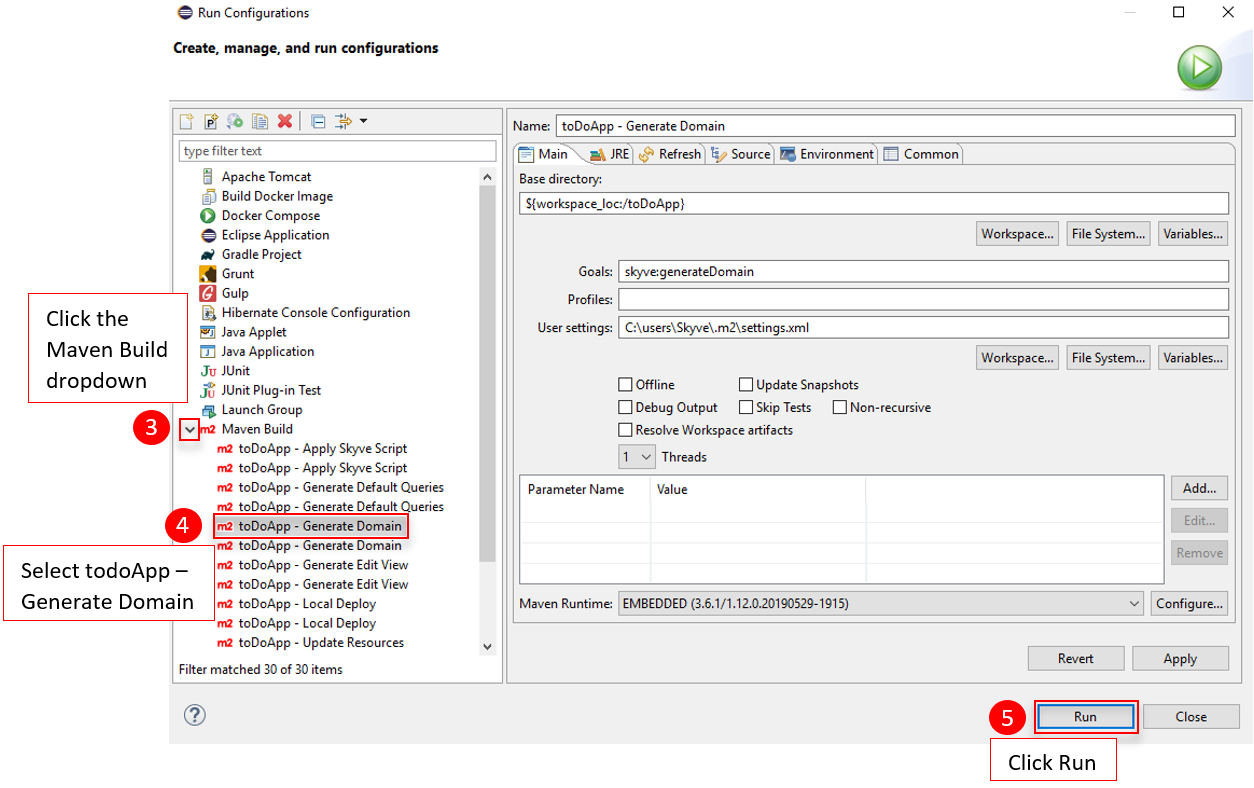 Run Configurations
Create, manage, and run configurations
type filter text
Apache Tomcat
Build Docker Image
Docker Compose
Eclipse Application
Gradle Project
Grunt
Gulp
Hibernate Console Configuration
Java Applet
Java Application
JUnit
JUnit Plug-in Test
Launch Group
Maven Build
m2 toDoApp - Apply Skyve Script
m2 toDoApp - Apply Skyve Script
m2 toDoApp - Generate Default Queries
m2 toDoApp - Generate Default Queries
m2 toDoApp - Generate Domain
m2 toDoApp - Generate Domain
m2 toDoApp - Generate Edit View
m2 toDoApp - Generate Edit View
m2 toDoApp - Local Deploy
m2 toDoApp - Local Deploy
m2 toDoApp - Update Resources
Filter matched 30 of 30 items
Click the
Maven Build
dropdown
3
4
Select todoApp –
Generate Domain
Name: toDoApp - Generate Domain
Main JRE Refresh Source Environment Common
Base directory:
${workspace_loc:/toDoApp}
Workspace... File System... Variables...
Goals: skyve:generateDomain
Profiles:
User settings: C:\users\Skyve\.m2\settings.xml
Workspace... File System... Variables...
Offline Update Snapshots
Debug Output Skip Tests Non-recursive
Resolve Workspace artifacts
1 Threads
Parameter Name Value
Add...
Edit...
Remove
Maven Runtime: EMBEDDED (3.6.1/1.12.0.20190529-1915) Configure...
Revert Apply
5 Run Close
Click Run